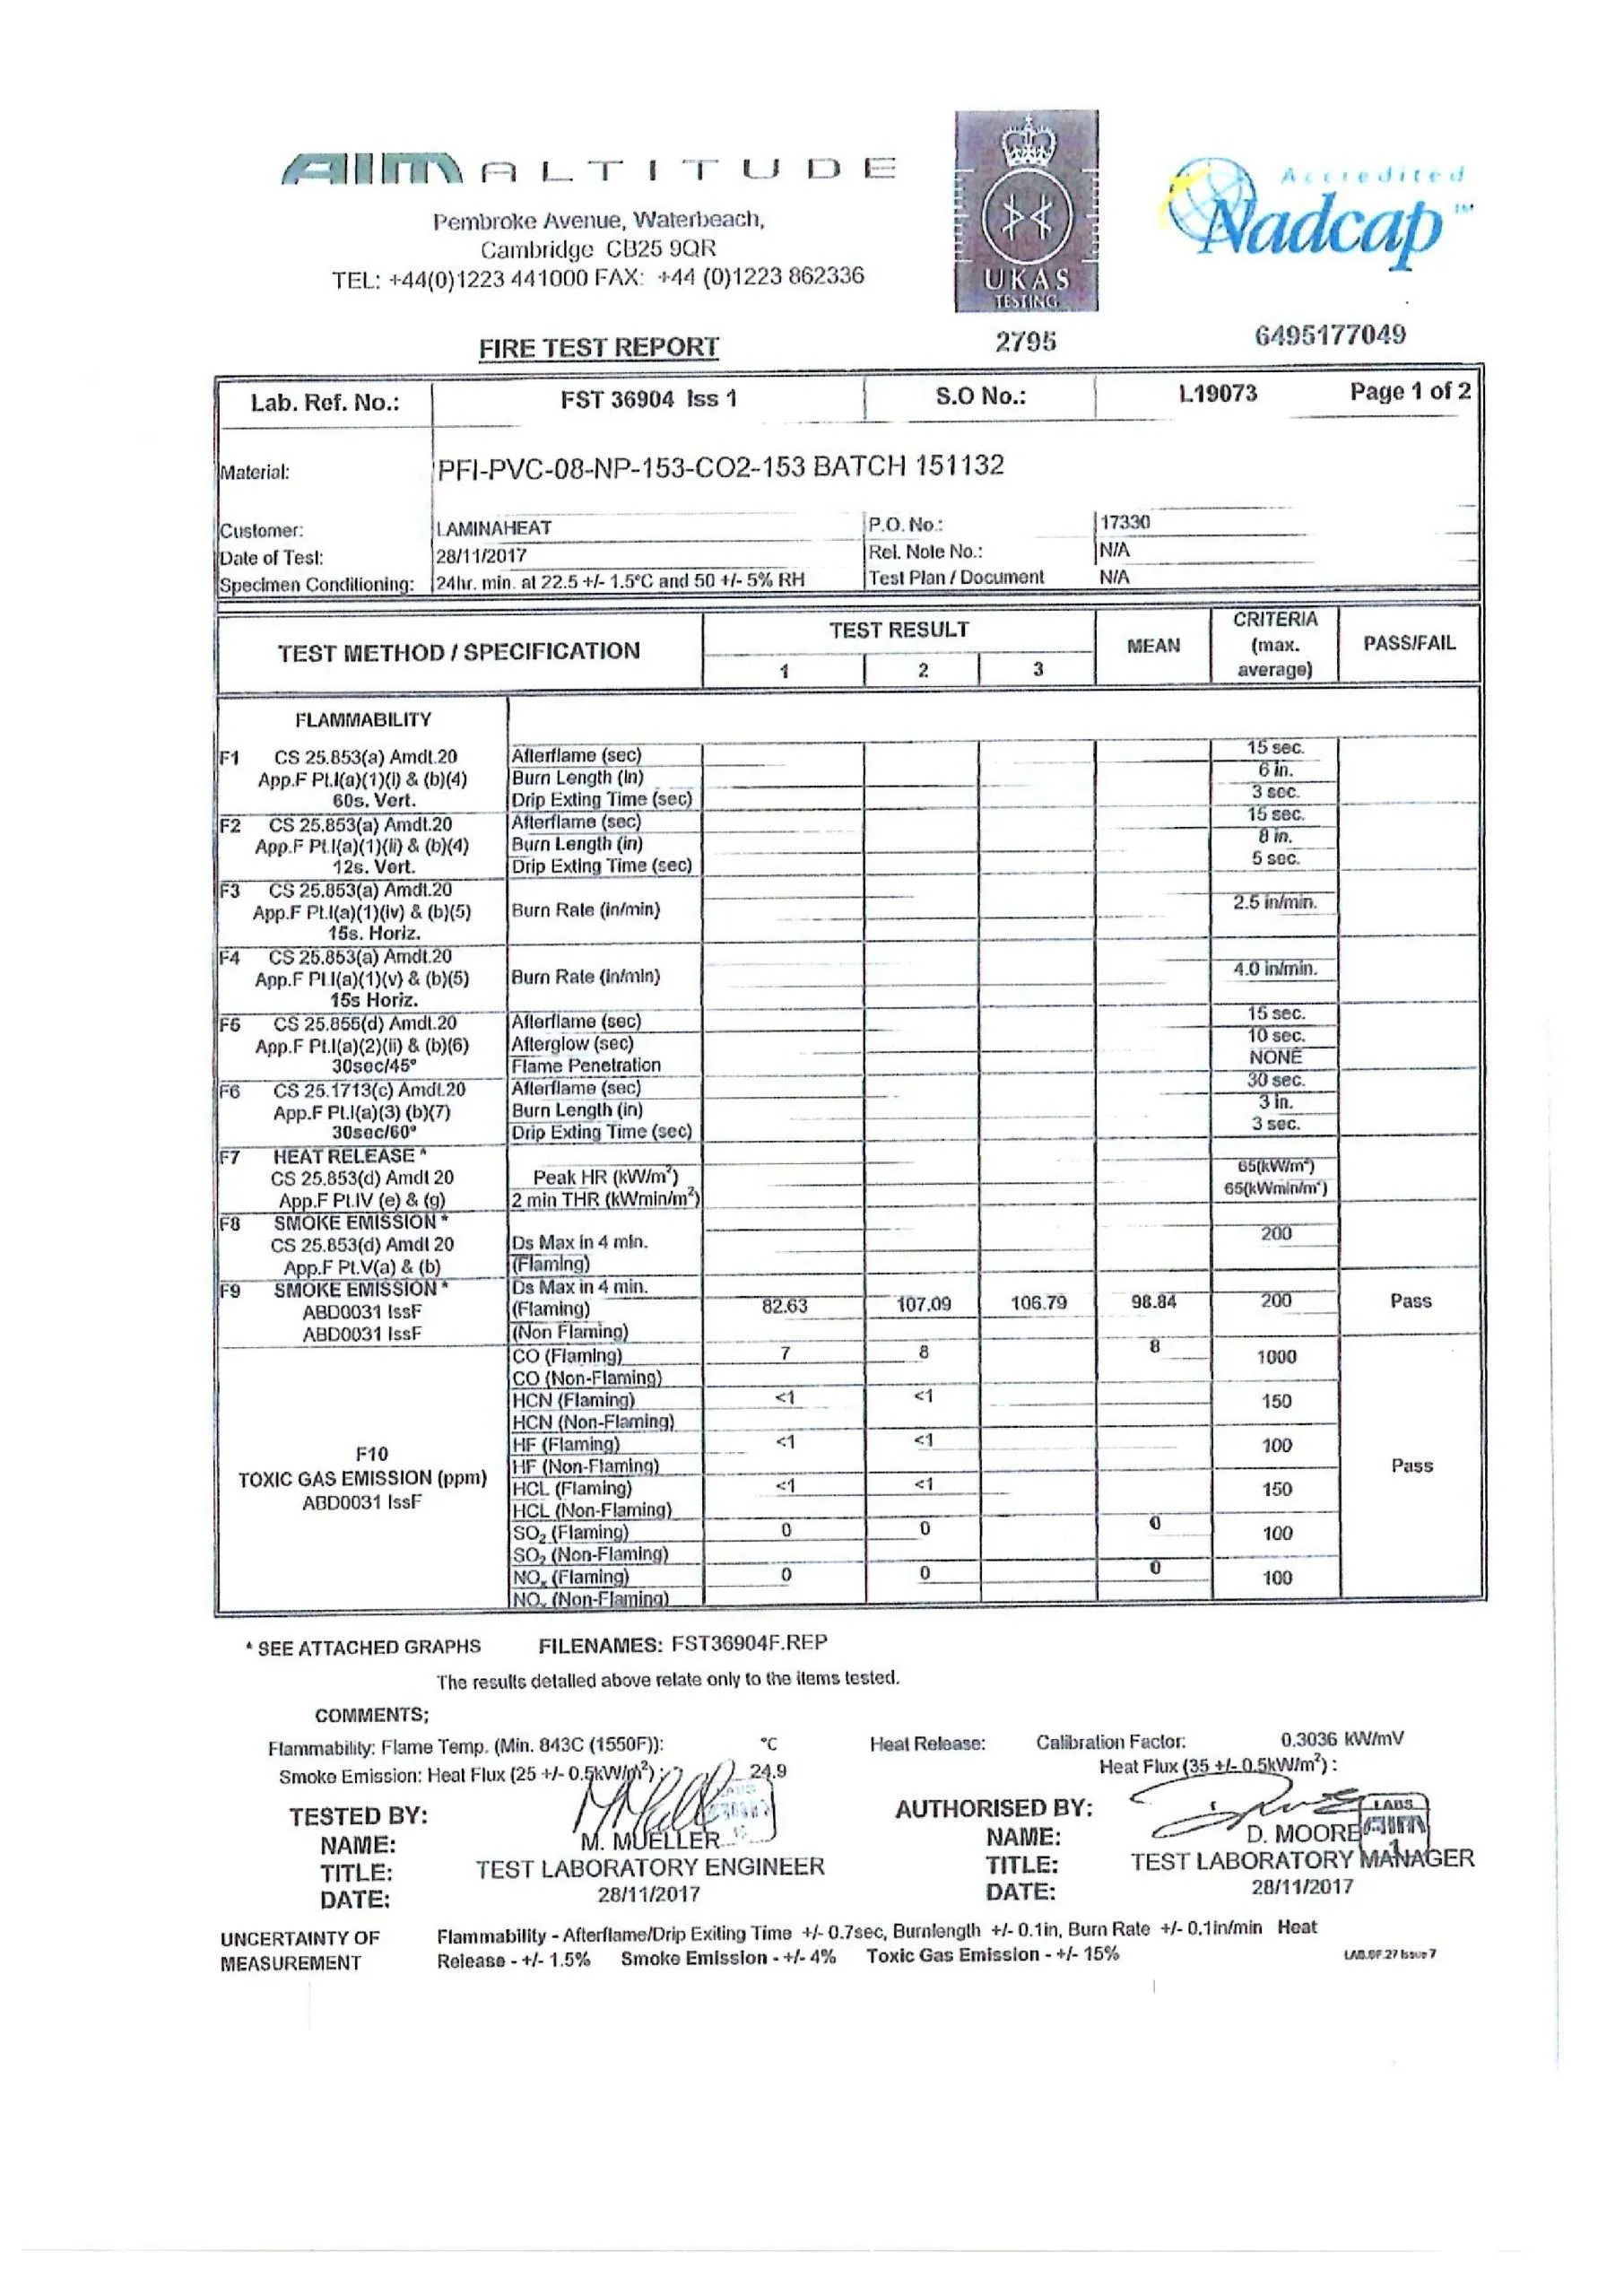 AIM ALTITUDE
Pembroke Avenue, Waterbeach,
Cambridge CB25 9QR
TEL: +44(0)1223 441000 FAX: +44 (0)1223 862336
UKAS
TESTING
2795
Accredited
Nadcap™
6495177049
FIRE TEST REPORT
Lab. Ref. No.: FST 36904 Iss 1 S.O No.: L19073 Page 1 of 2
Material: PFI-PVC-08-NP-153-CO2-153 BATCH 151132
Customer: LAMINAHEAT P.O. No.: 17330
Date of Test: 28/11/2017 Rel. Note No.: N/A
Specimen Conditioning: 24hr. min. at 22.5 +/- 1.5°C and 50 +/- 5% RH Test Plan / Document N/A
TEST METHOD / SPECIFICATION TEST RESULT MEAN CRITERIA (max. average) PASS/FAIL
1 2 3
FLAMMABILITY
F1 CS 25.853(a) Amdt.20 Afterflame (sec) 15 sec.
App.F Pt.I(a)(1)(i) & (b)(4) Burn Length (in) 6 in.
60s. Vert. Drip Exting Time (sec) 3 sec.
F2 CS 25.853(a) Amdt.20 Afterflame (sec) 15 sec.
App.F Pt.I(a)(1)(ii) & (b)(4) Burn Length (in) 8 in.
12s. Vert. Drip Exting Time (sec) 5 sec.
F3 CS 25.853(a) Amdt.20
App.F Pt.I(a)(1)(iv) & (b)(5) Burn Rate (in/min) 2.5 in/min.
15s. Horiz.
F4 CS 25.853(a) Amdt.20
App.F Pt.I(a)(1)(v) & (b)(5) Burn Rate (in/min) 4.0 in/min.
15s Horiz.
F5 CS 25.855(d) Amdt.20 Afterflame (sec) 15 sec.
App.F Pt.I(a)(2)(ii) & (b)(6) Afterglow (sec) 10 sec.
30sec/45° Flame Penetration NONE
F6 CS 25.1713(c) Amdt.20 Afterflame (sec) 30 sec.
App.F Pt.I(a)(3) (b)(7) Burn Length (in) 3 in.
30sec/60° Drip Exting Time (sec) 3 sec.
F7 HEAT RELEASE *
CS 25.853(d) Amdt 20 Peak HR (kW/m²) 65(kW/m²)
App.F Pt.IV (e) & (g) 2 min THR (kWmin/m²) 65(kWmin/m²)
F8 SMOKE EMISSION *
CS 25.853(d) Amdt 20 Ds Max in 4 min. 200
App.F Pt.V(a) & (b) (Flaming)
F9 SMOKE EMISSION * Ds Max in 4 min.
ABD0031 IssF (Flaming) 82.63 107.09 106.79 98.84 200 Pass
ABD0031 IssF (Non Flaming)
F10
TOXIC GAS EMISSION (ppm)
ABD0031 IssF
CO (Flaming) 7 8 8 1000
CO (Non-Flaming)
HCN (Flaming) <1 <1 150
HCN (Non-Flaming)
HF (Flaming) <1 <1 100
HF (Non-Flaming) Pass
HCL (Flaming) <1 <1 150
HCL (Non-Flaming)
SO₂ (Flaming) 0 0 0 100
SO₂ (Non-Flaming)
NOₓ (Flaming) 0 0 0 100
NOₓ (Non-Flaming)
* SEE ATTACHED GRAPHS FILENAMES: FST36904F.REP
The results detailed above relate only to the items tested.
COMMENTS;
Flammability: Flame Temp. (Min. 843C (1550F)): °C Heat Release: Calibration Factor: 0.3036 kW/mV
Smoke Emission: Heat Flux (25 +/- 0.5kW/m²) : 24.9 Heat Flux (35 +/- 0.5kW/m²) :
TESTED BY: AUTHORISED BY:
LABS
AIM
1
NAME: M. MUELLER NAME: D. MOORE
TITLE: TEST LABORATORY ENGINEER TITLE: TEST LABORATORY MANAGER
DATE: 28/11/2017 DATE: 28/11/2017
UNCERTAINTY OF MEASUREMENT
Flammability - Afterflame/Drip Exiting Time +/- 0.7sec, Burnlength +/- 0.1in, Burn Rate +/- 0.1in/min Heat
Release - +/- 1.5% Smoke Emission - +/- 4% Toxic Gas Emission - +/- 15%
LAB.QF.27 Issue 7